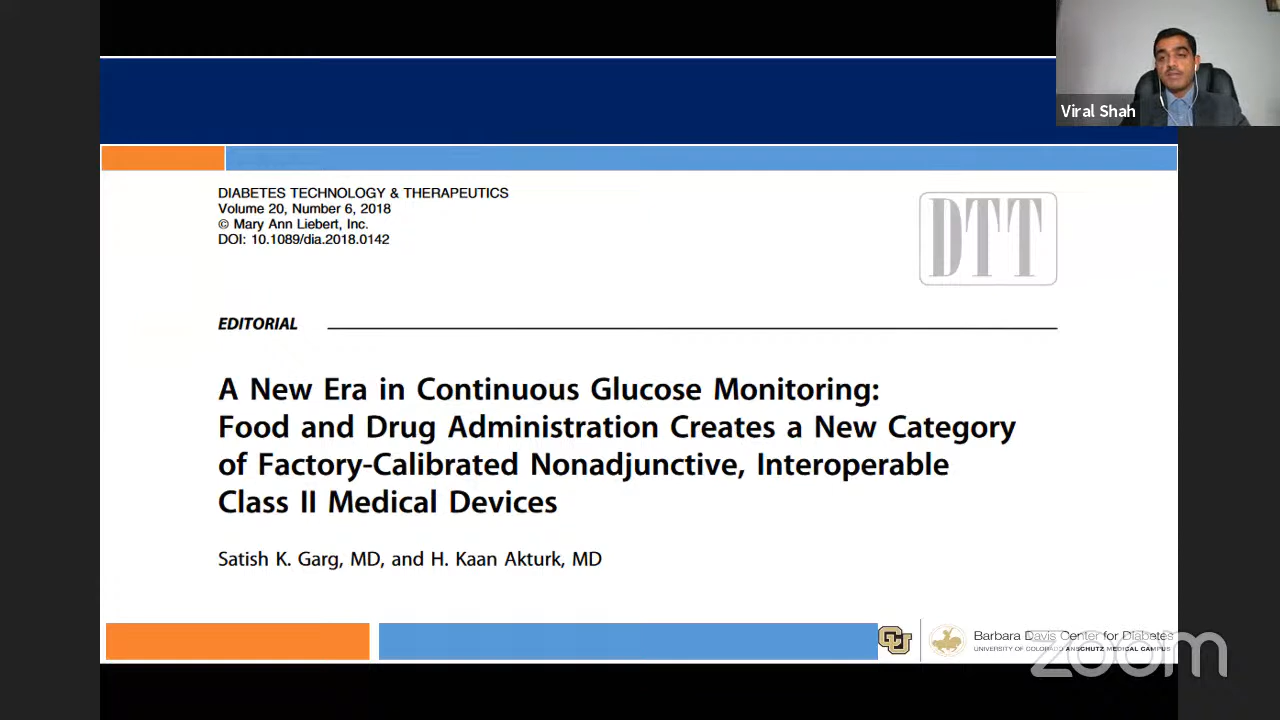 Viral Shah
DIABETES TECHNOLOGY & THERAPEUTICS
Volume 20, Number 6, 2018
© Mary Ann Liebert, Inc.
DOI: 10.1089/dia.2018.0142
DTT
EDITORIAL
A New Era in Continuous Glucose Monitoring:
Food and Drug Administration Creates a New Category
of Factory-Calibrated Nonadjunctive, Interoperable
Class II Medical Devices
Satish K. Garg, MD, and H. Kaan Akturk, MD
CU
Barbara Davis Center for Diabetes
UNIVERSITY OF COLORADO ANSCHUTZ MEDICAL CAMPUS
zoom